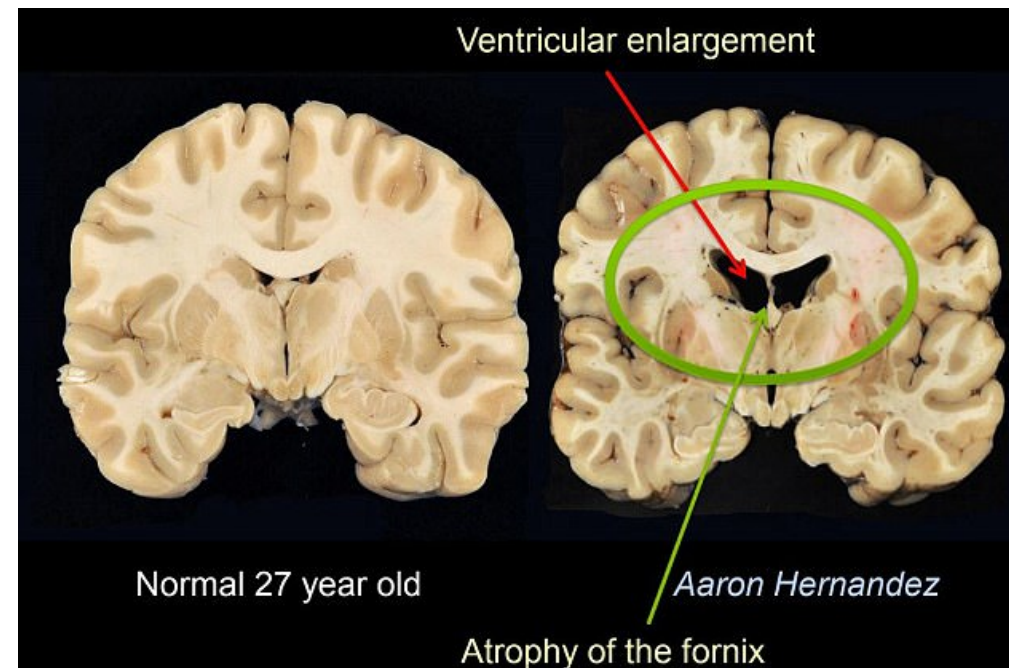 Ventricular enlargement
Normal 27 year old
Aaron Hernandez
Atrophy of the fornix